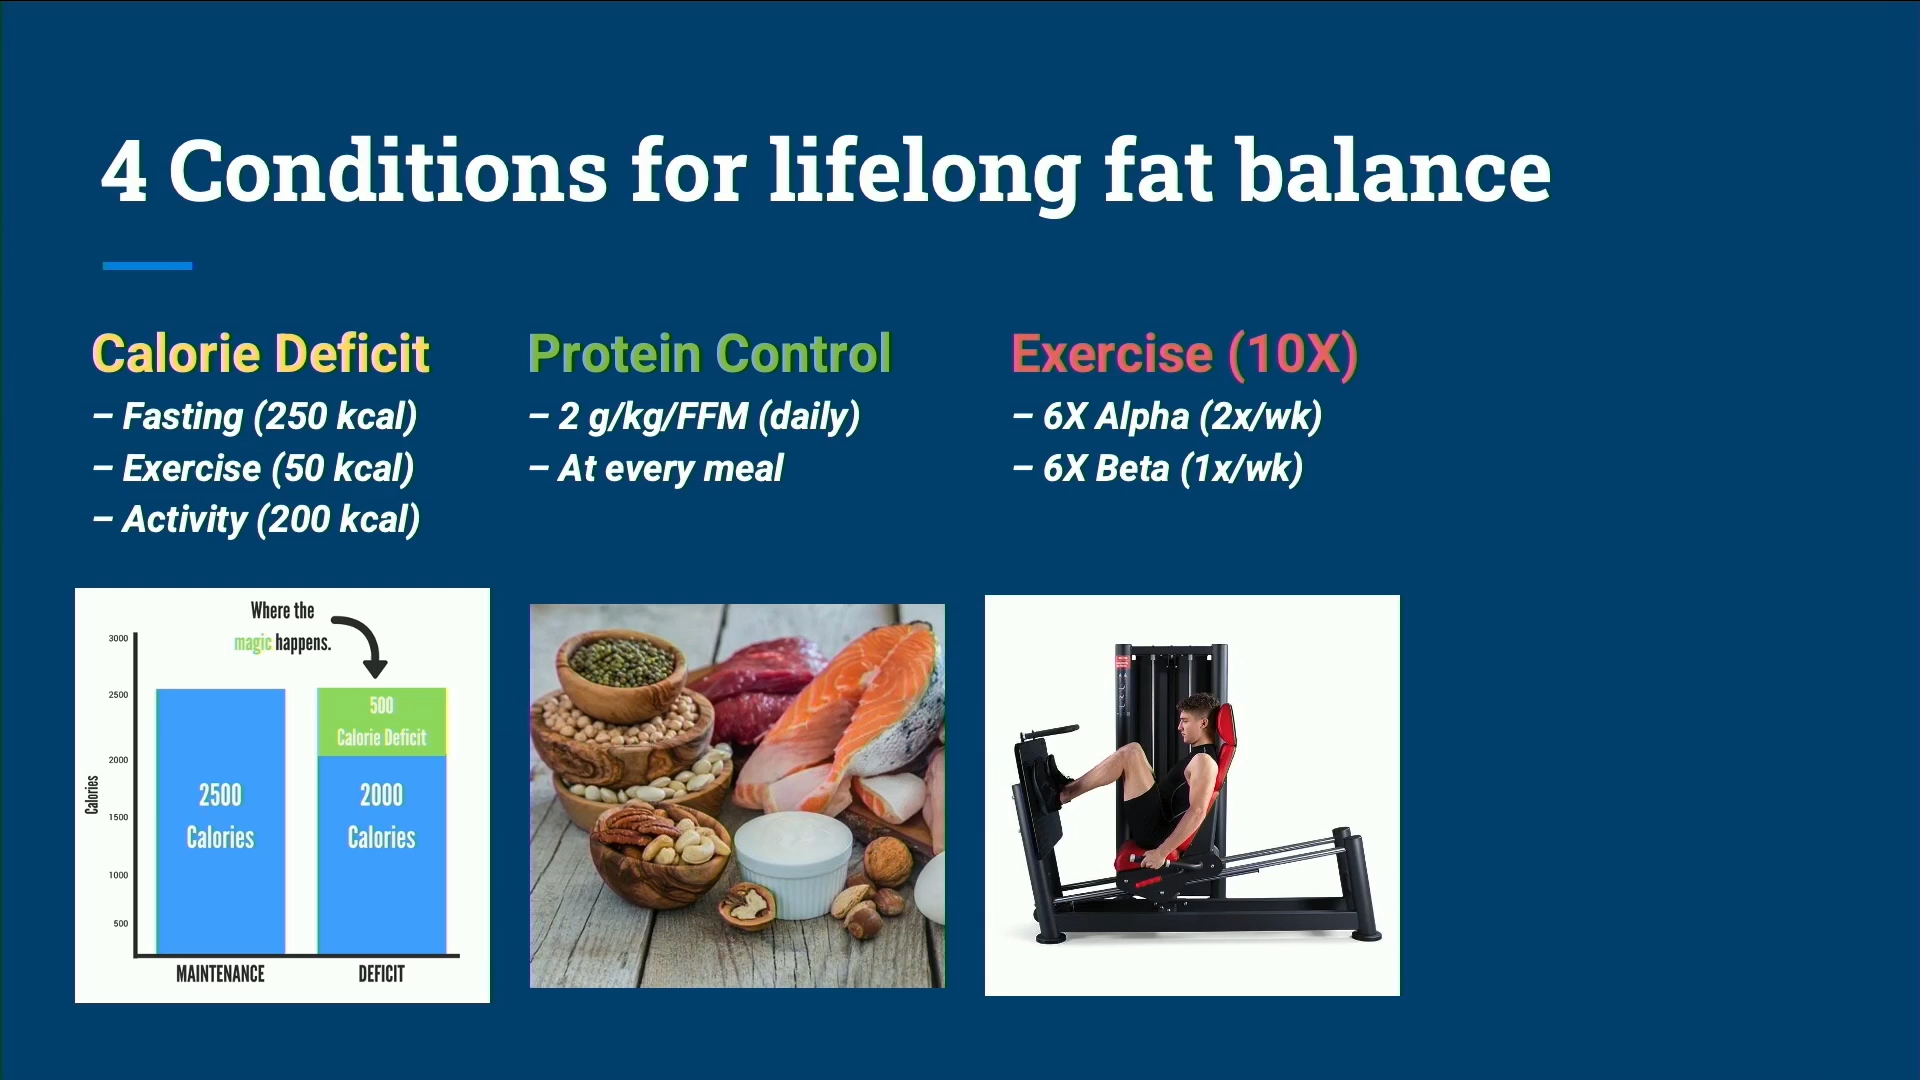 4 Conditions for lifelong fat balance
Calorie Deficit
– Fasting (250 kcal)
– Exercise (50 kcal)
– Activity (200 kcal)
Protein Control
– 2 g/kg/FFM (daily)
– At every meal
Exercise (10X)
– 6X Alpha (2x/wk)
– 6X Beta (1x/wk)
Where the
magic happens.
3000
2500
2000
1500
1000
500
Calories
2500
Calories
500
Calorie Deficit
2000
Calories
MAINTENANCE
DEFICIT